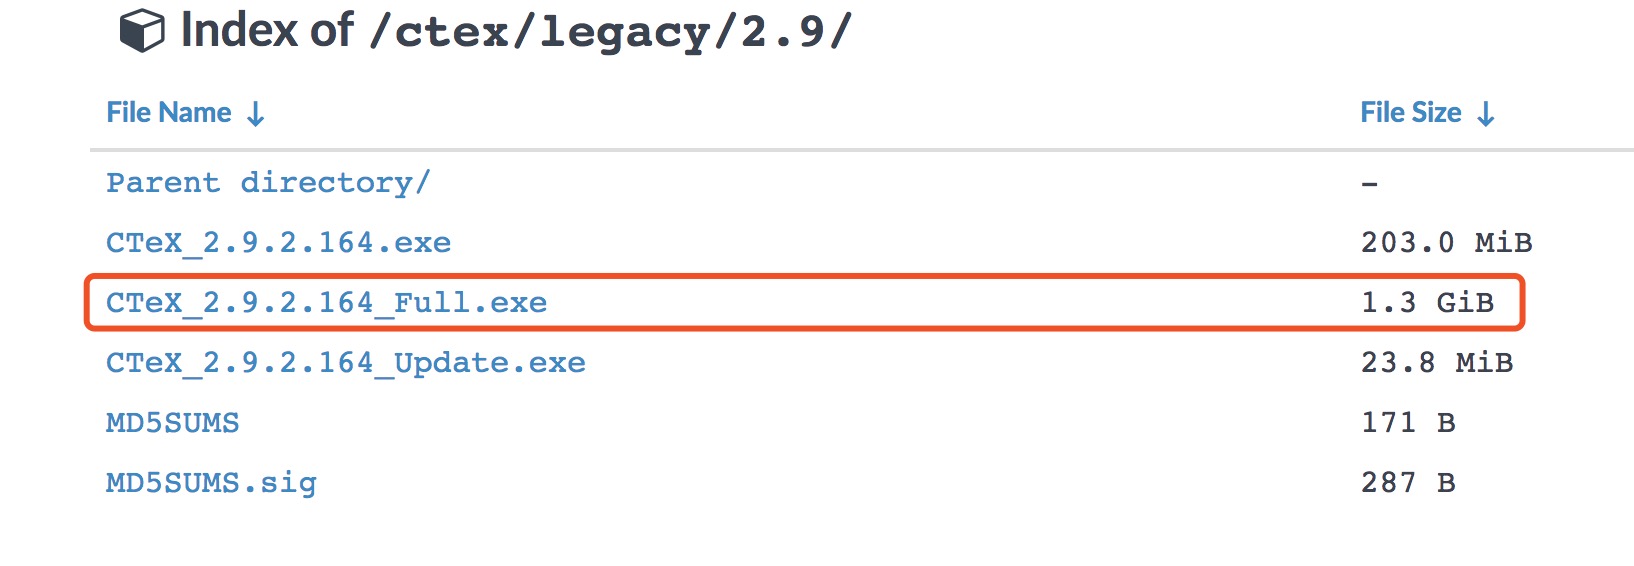 Index of /ctex/legacy/2.9/
File Name ↓ File Size ↓
Parent directory/ -
CTeX_2.9.2.164.exe 203.0 MiB
CTeX_2.9.2.164_Full.exe 1.3 GiB
CTeX_2.9.2.164_Update.exe 23.8 MiB
MD5SUMS 171 B
MD5SUMS.sig 287 B